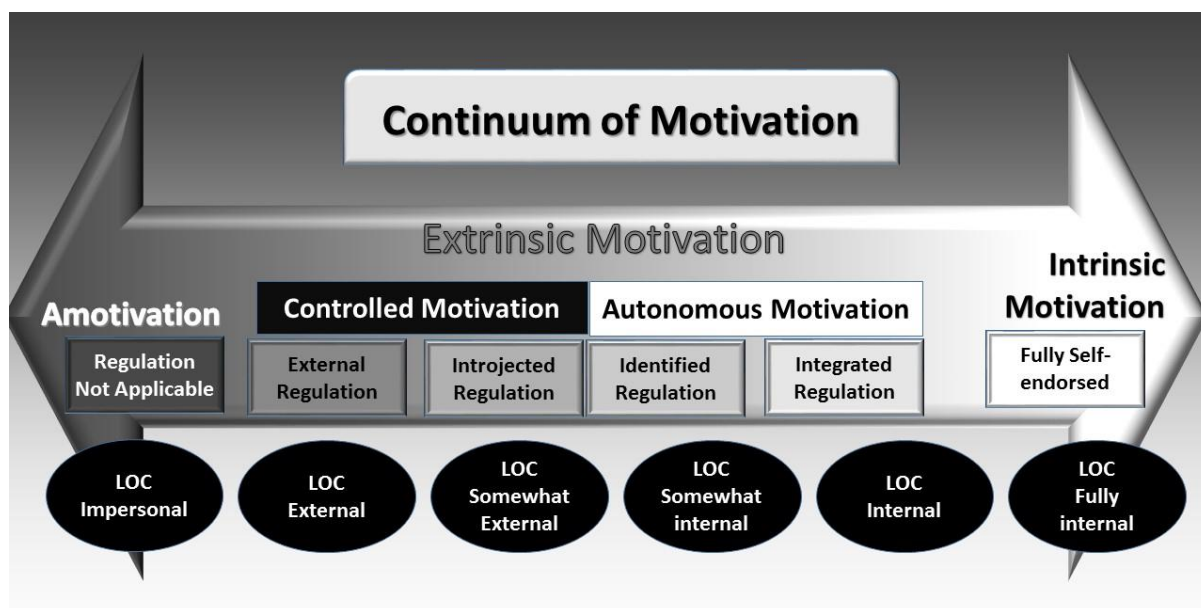 Continuum of Motivation
Extrinsic Motivation
Amotivation
Controlled Motivation
Autonomous Motivation
Intrinsic
Motivation
Regulation
Not Applicable
External
Regulation
Introjected
Regulation
Identified
Regulation
Integrated
Regulation
Fully Self-
endorsed
LOC
Impersonal
LOC
External
LOC
Somewhat
External
LOC
Somewhat
internal
LOC
Internal
LOC
Fully
internal